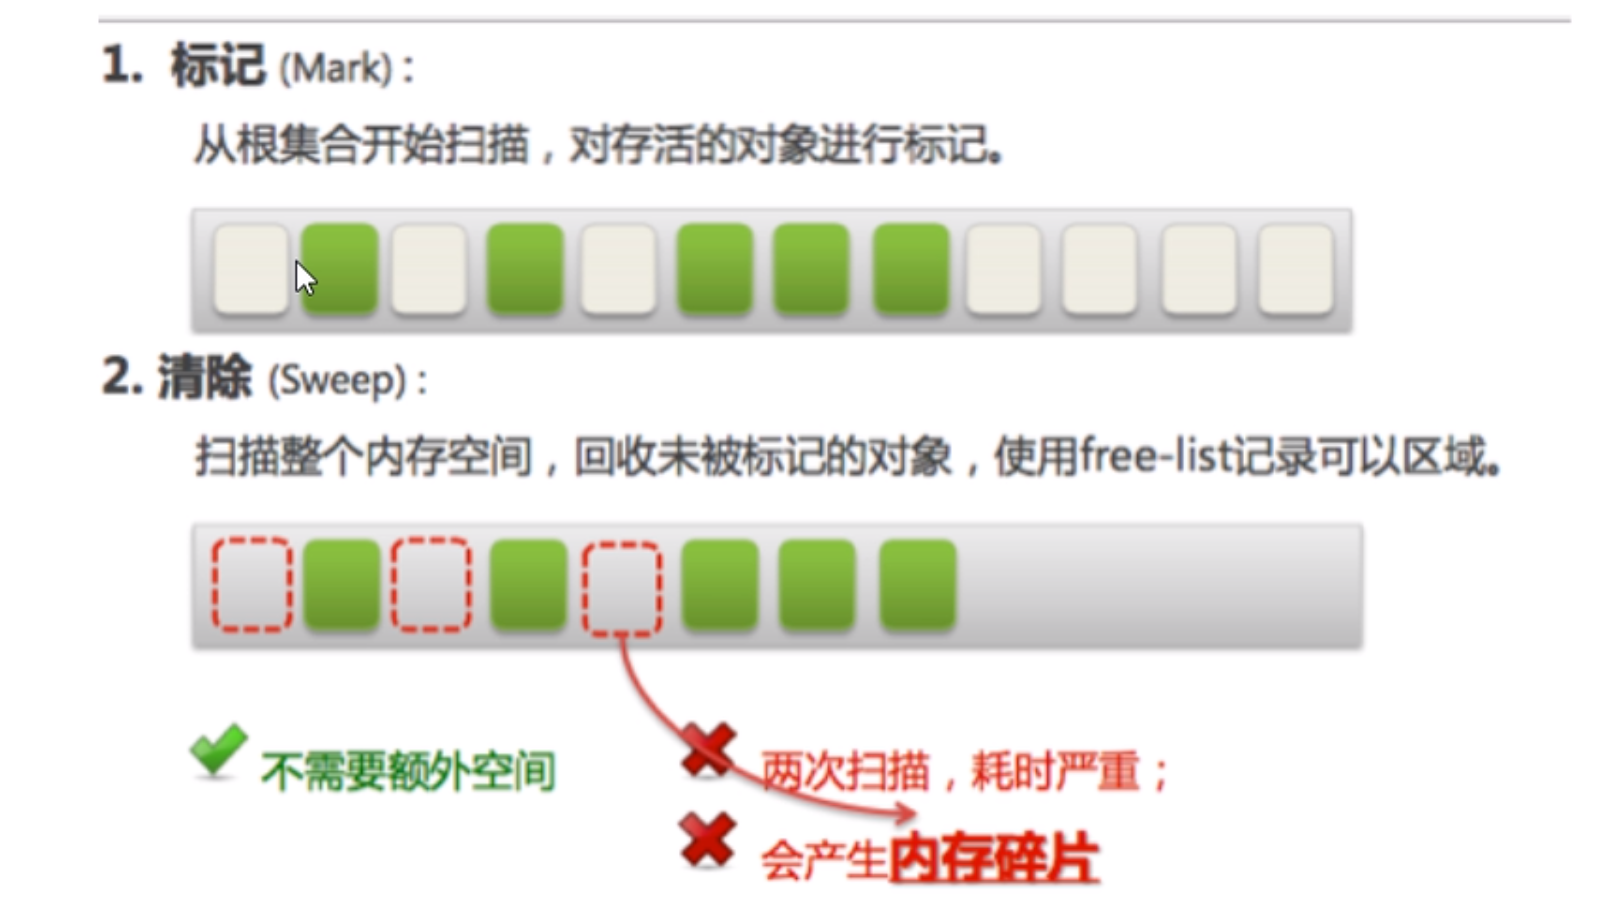 1. 标记 (Mark)：
从根集合开始扫描，对存活的对象进行标记。
2. 清除 (Sweep)：
扫描整个内存空间，回收未被标记的对象，使用free-list记录可以区域。
不需要额外空间
两次扫描，耗时严重；
会产生内存碎片